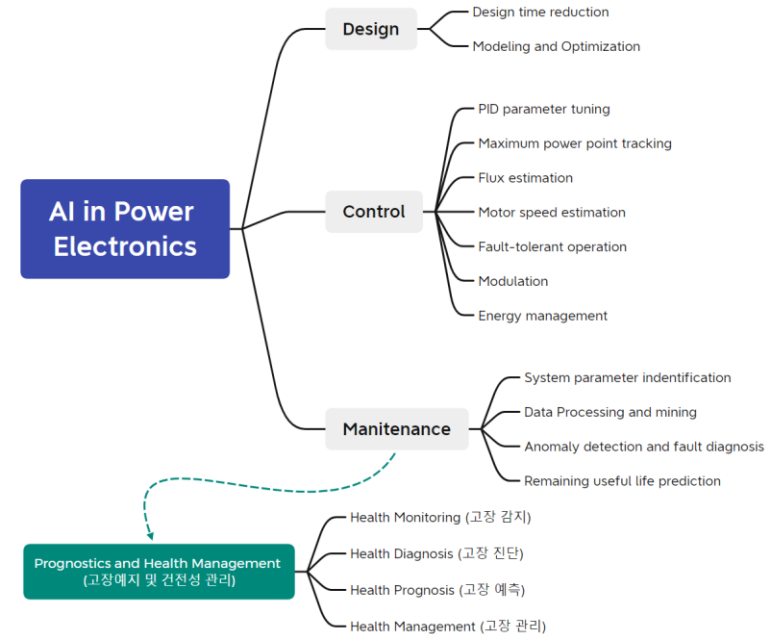 AI in Power
Electronics
Design
Design time reduction
Modeling and Optimization
Control
PID parameter tuning
Maximum power point tracking
Flux estimation
Motor speed estimation
Fault-tolerant operation
Modulation
Energy management
Manitenance
System parameter indentification
Data Processing and mining
Anomaly detection and fault diagnosis
Remaining useful life prediction
Prognostics and Health Management
(고장예지 및 건전성 관리)
Health Monitoring (고장 감지)
Health Diagnosis (고장 진단)
Health Prognosis (고장 예측)
Health Management (고장 관리)